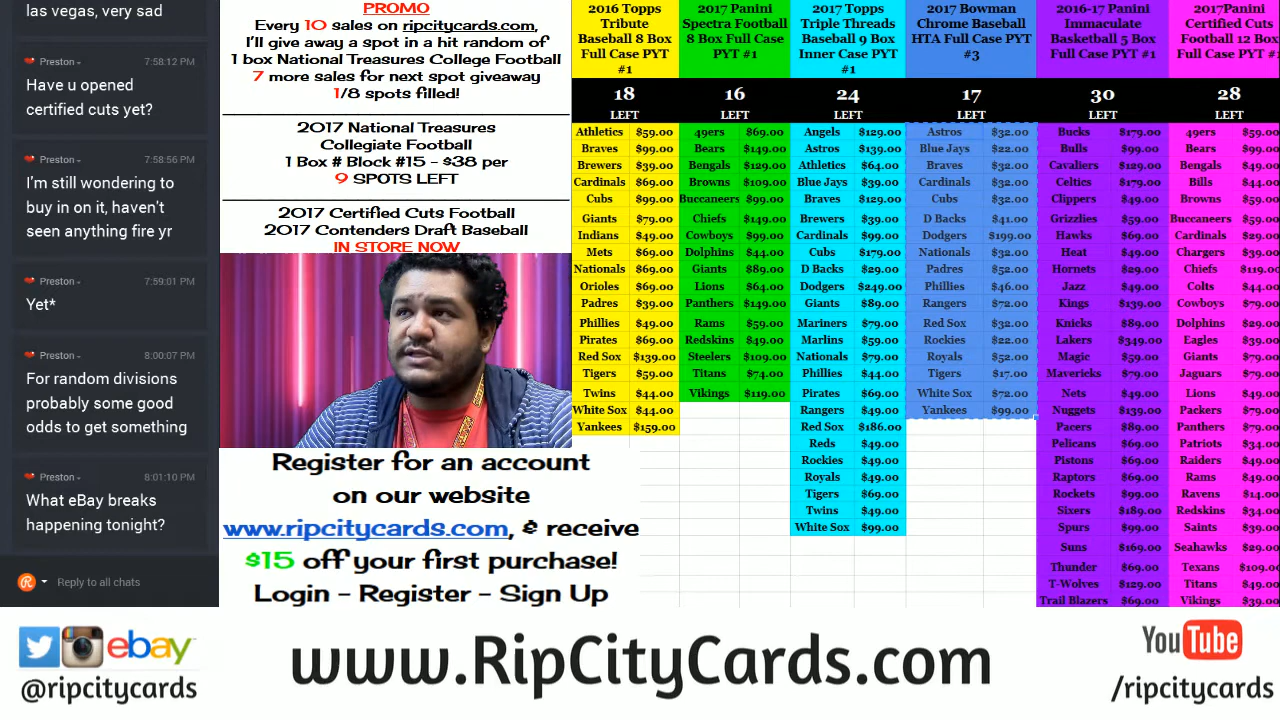 las vegas, very sad
Preston 7:58:12 PM
Have u opened
certified cuts yet?
Preston 7:58:56 PM
I'm still wondering to
buy in on it, haven't
seen anything fire yr
Preston 7:59:01 PM
Yet*
Preston 8:00:07 PM
For random divisions
probably some good
odds to get something
Preston 8:01:10 PM
What eBay breaks
happening tonight?
Reply to all chats
PROMO
Every 10 sales on ripcitycards.com,
I'll give away a spot in a hit random of
1 box National Treasures College Football
7 more sales for next spot giveaway
1/8 spots filled!
2017 National Treasures
Collegiate Football
1 Box # Block #15 - $38 per
9 SPOTS LEFT
2017 Certified Cuts Football
2017 Contenders Draft Baseball
IN STORE NOW
Register for an account
on our website
www.ripcitycards.com, & receive
$15 off your first purchase!
Login - Register - Sign Up
2016 Topps
Tribute
Baseball 8 Box
Full Case PYT
#1
18
LEFT
Athletics $59.00
Braves $99.00
Brewers $39.00
Cardinals $69.00
Cubs $99.00
Giants $79.00
Indians $49.00
Mets $69.00
Nationals $69.00
Orioles $69.00
Padres $39.00
Phillies $49.00
Pirates $69.00
Red Sox $139.00
Tigers $59.00
Twins $44.00
White Sox $44.00
Yankees $159.00
2017 Panini
Spectra Football
8 Box Full Case
PYT #1
16
LEFT
49ers $69.00
Bears $149.00
Bengals $129.00
Browns $109.00
Buccaneers $99.00
Chiefs $149.00
Cowboys $99.00
Dolphins $44.00
Giants $89.00
Lions $64.00
Panthers $149.00
Rams $59.00
Redskins $49.00
Steelers $109.00
Titans $74.00
Vikings $119.00
2017 Topps
Triple Threads
Baseball 9 Box
Inner Case PYT
#1
24
LEFT
Angels $129.00
Astros $139.00
Athletics $64.00
Blue Jays $39.00
Braves $129.00
Brewers $39.00
Cardinals $99.00
Cubs $179.00
D Backs $29.00
Dodgers $249.00
Giants $89.00
Mariners $79.00
Marlins $59.00
Nationals $79.00
Phillies $44.00
Pirates $69.00
Rangers $49.00
Red Sox $186.00
Reds $49.00
Rockies $49.00
Royals $49.00
Tigers $69.00
Twins $49.00
White Sox $99.00
2017 Bowman
Chrome Baseball
HTA Full Case PYT
#3
17
LEFT
Astros $32.00
Blue Jays $22.00
Braves $32.00
Cardinals $32.00
Cubs $32.00
D Backs $41.00
Dodgers $199.00
Nationals $32.00
Padres $52.00
Phillies $46.00
Rangers $72.00
Red Sox $32.00
Rockies $22.00
Royals $52.00
Tigers $17.00
White Sox $72.00
Yankees $99.00
2016-17 Panini
Immaculate
Basketball 5 Box
Full Case PYT #1
30
LEFT
Bucks $179.00
Bulls $99.00
Cavaliers $129.00
Celtics $179.00
Clippers $49.00
Grizzlies $59.00
Hawks $69.00
Heat $49.00
Hornets $29.00
Jazz $49.00
Kings $139.00
Knicks $89.00
Lakers $349.00
Magic $59.00
Mavericks $79.00
Nets $49.00
Nuggets $139.00
Pacers $89.00
Pelicans $69.00
Pistons $69.00
Raptors $69.00
Rockets $99.00
Sixers $189.00
Spurs $99.00
Suns $169.00
Thunder $69.00
T-Wolves $129.00
Trail Blazers $69.00
2017Panini
Certified Cuts
Football 12 Box
Full Case PYT #1
28
LEFT
49ers $59.00
Bears $99.00
Bengals $49.00
Bills $44.00
Browns $59.00
Buccaneers $59.00
Cardinals $29.00
Chargers $39.00
Chiefs $119.00
Colts $44.00
Cowboys $79.00
Dolphins $29.00
Eagles $39.00
Giants $79.00
Jaguars $79.00
Lions $49.00
Packers $79.00
Panthers $79.00
Patriots $34.00
Raiders $49.00
Rams $49.00
Ravens $14.00
Redskins $34.00
Saints $39.00
Seahawks $29.00
Texans $109.00
Titans $49.00
Vikings $39.00
ebay
@ripcitycards
www.RipCityCards.com
YouTube
/ripcitycards